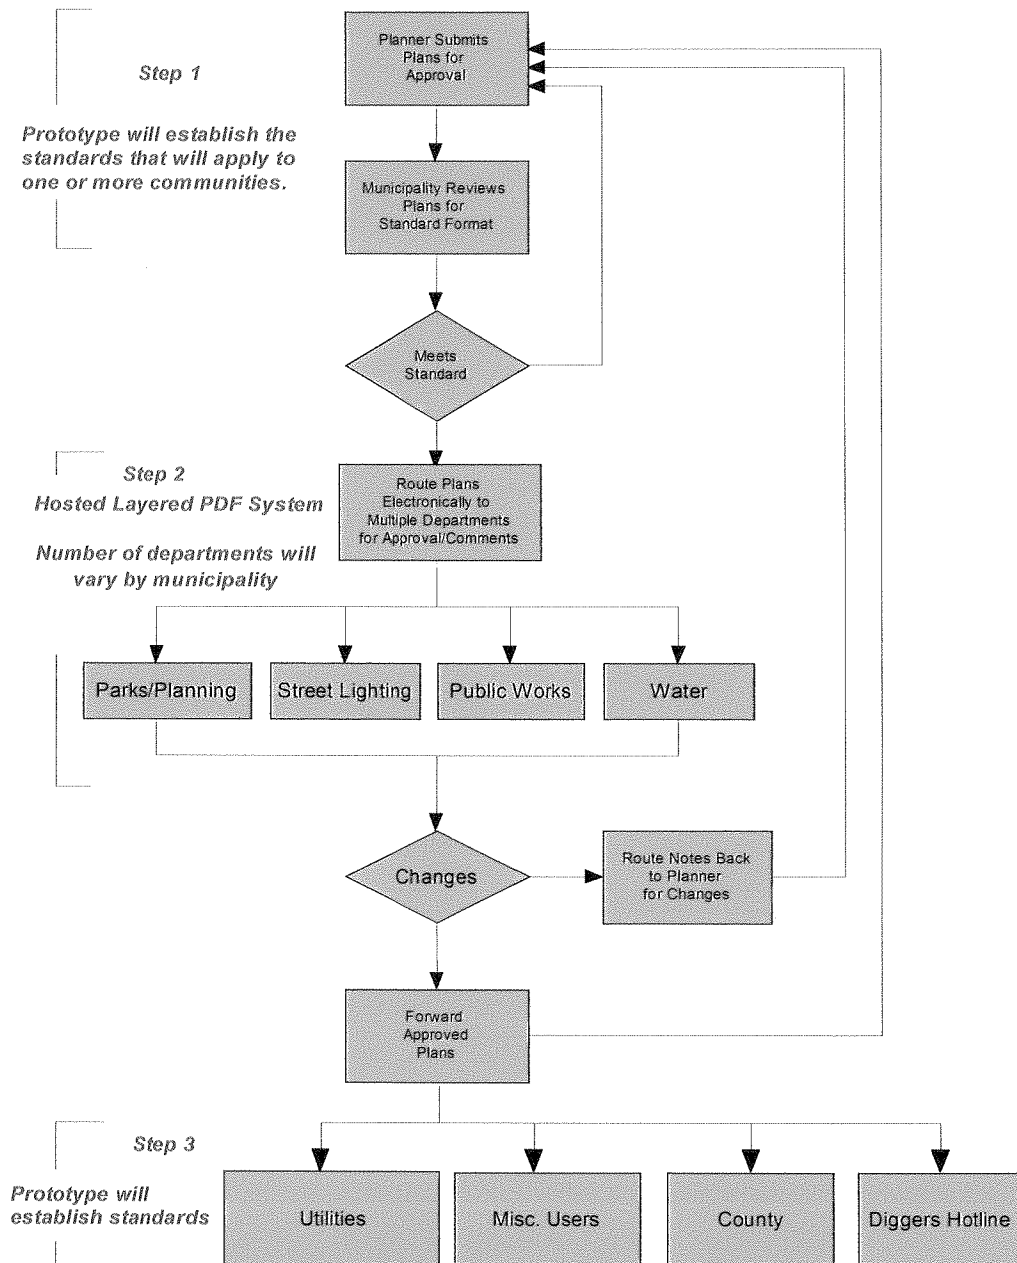 Planner Submits
Plans for
Approval
Step 1
Prototype will establish the
standards that will apply to
one or more communities.
Municipality Reviews
Plans for
Standard Format
Meets
Standard
Step 2
Hosted Layered PDF System
Number of departments will
vary by municipality
Route Plans
Electronically to
Multiple Departments
for Approval/Comments
Parks/Planning
Street Lighting
Public Works
Water
Changes
Route Notes Back
to Planner
for Changes
Forward
Approved
Plans
Step 3
Prototype will
establish standards
Utilities
Misc. Users
County
Diggers Hotline